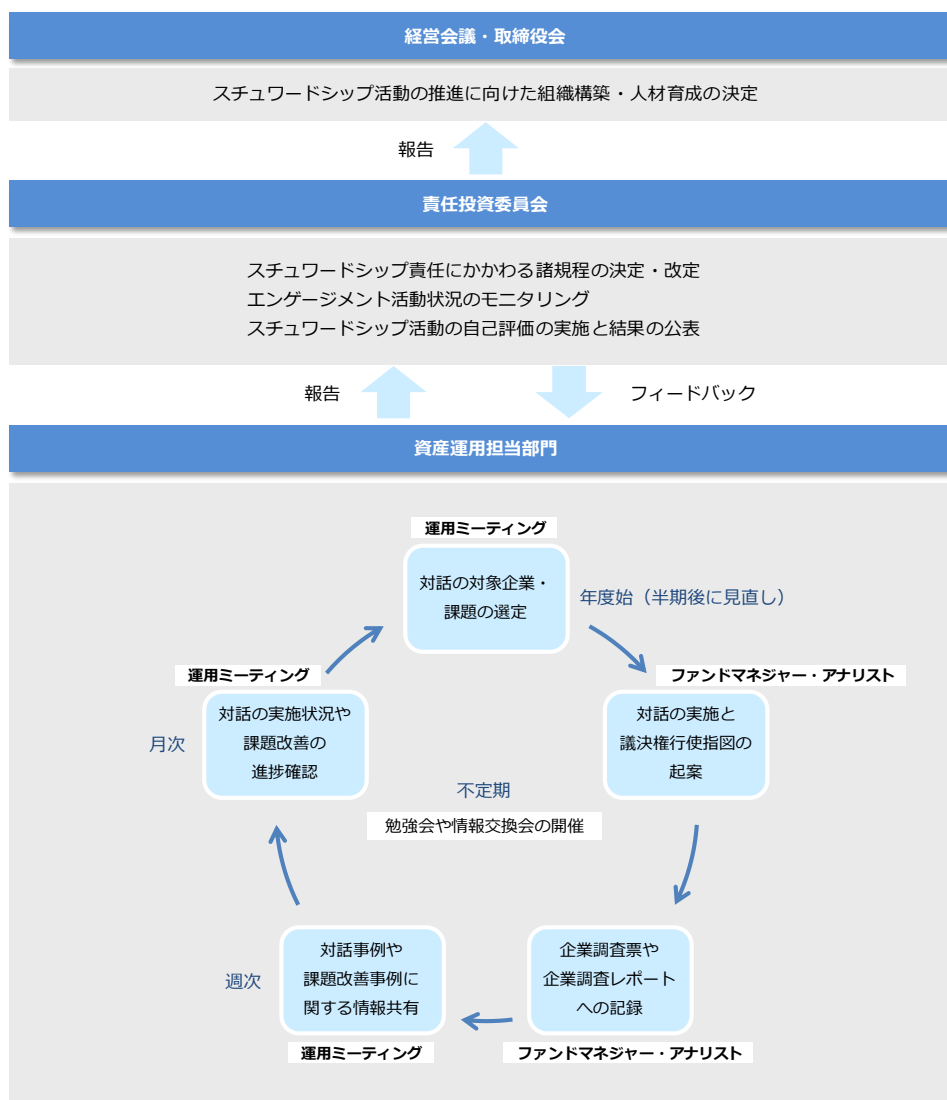 経営会議・取締役会
スチュワードシップ活動の推進に向けた組織構築・人材育成の決定
報告
責任投資委員会
スチュワードシップ責任にかかわる諸規程の決定・改定
エンゲージメント活動状況のモニタリング
スチュワードシップ活動の自己評価の実施と結果の公表
報告
フィードバック
資産運用担当部門
運用ミーティング
対話の対象企業・
課題の選定
年度始（半期後に見直し）
ファンドマネジャー・アナリスト
対話の実施と
議決権行使指図の
起案
運用ミーティング
対話の実施状況や
課題改善の
進捗確認
月次
不定期
勉強会や情報交換会の開催
企業調査票や
企業調査レポート
への記録
ファンドマネジャー・アナリスト
対話事例や
課題改善事例に
関する情報共有
週次
運用ミーティング